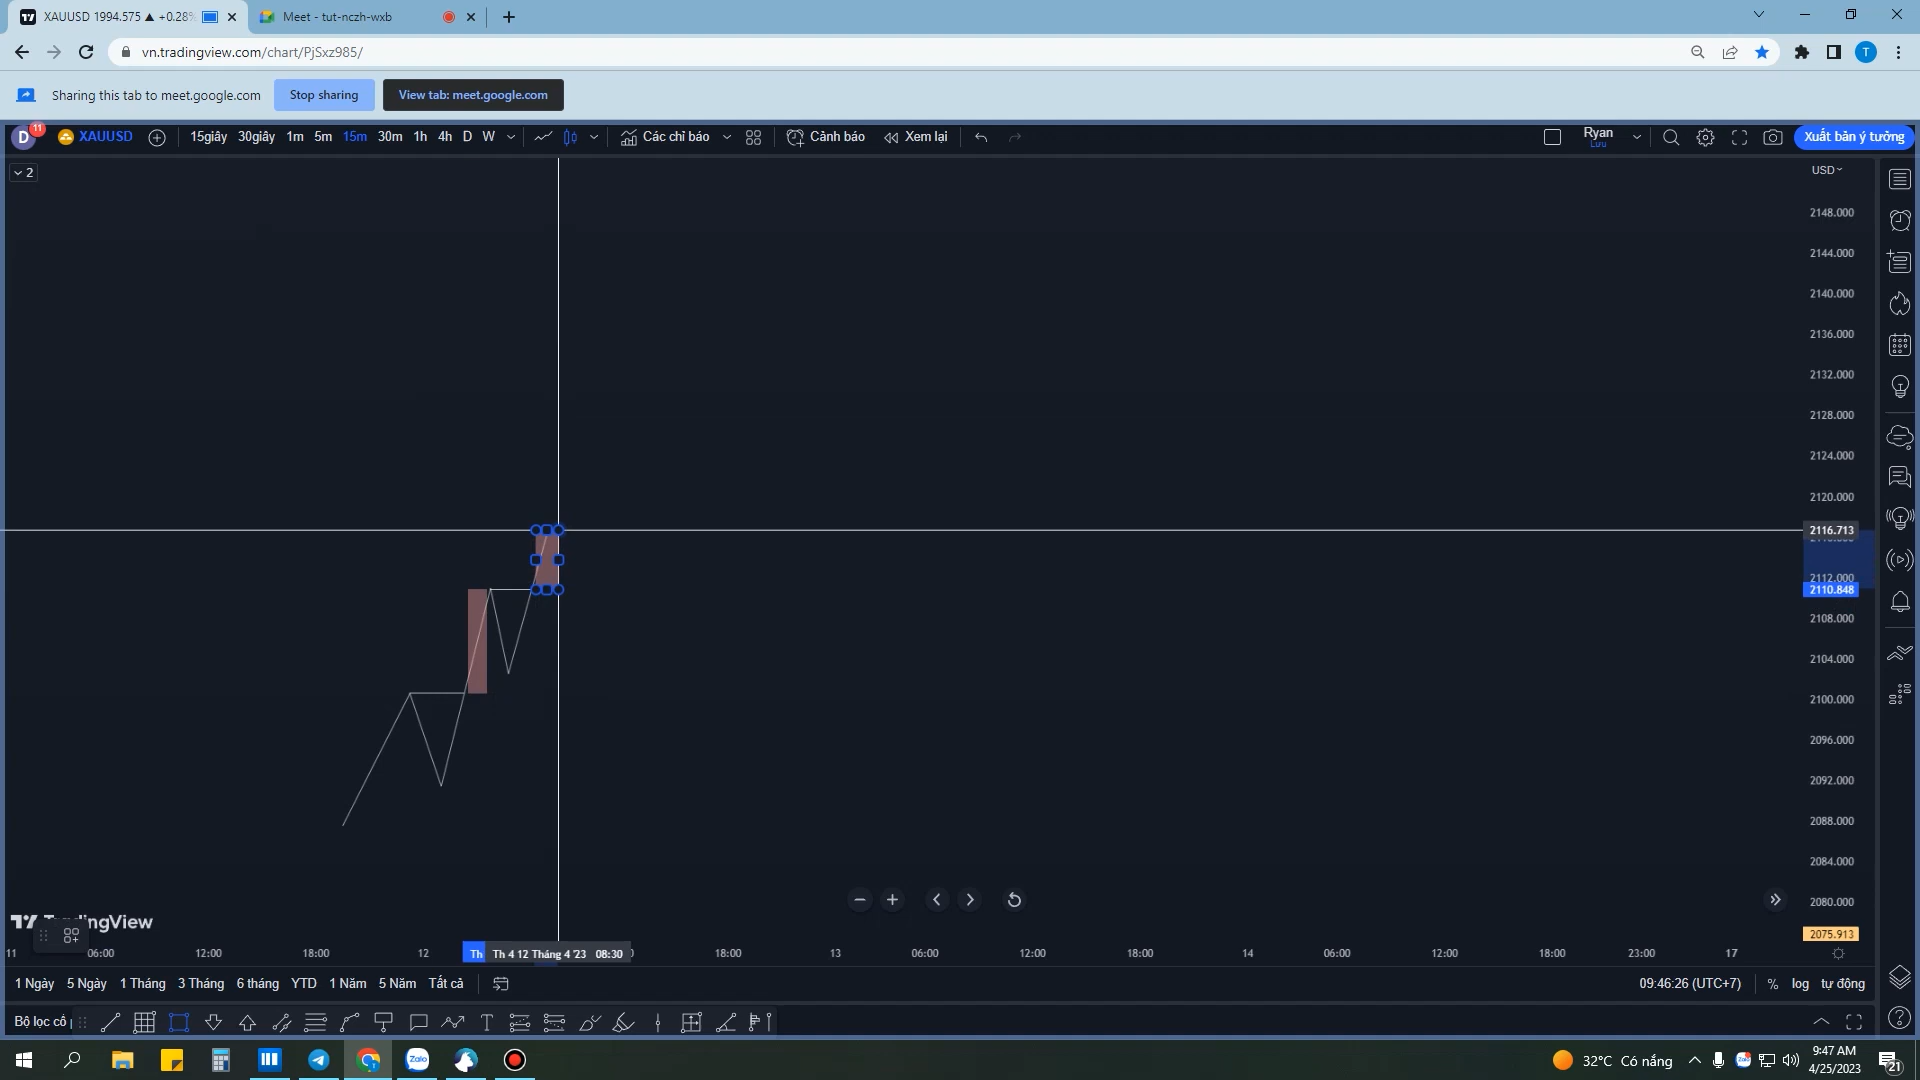 XAUUSD 1994.575 ▲ +0.28%
Meet - tut-nczh-wxb
vn.tradingview.com/chart/PjSxz985/
T
Sharing this tab to meet.google.com
Stop sharing
View tab: meet.google.com
D
11
XAUUSD
15giây
30giây
1m
5m
15m
30m
1h
4h
D
W
Các chỉ báo
Cảnh báo
Xem lại
Ryan
Lưu
Xuất bản ý tưởng
2
USD
2148.000
2144.000
2140.000
2136.000
2132.000
2128.000
2124.000
2120.000
2116.713
2112.000
2110.848
2108.000
2104.000
2100.000
2096.000
2092.000
2088.000
2084.000
2080.000
2075.913
TradingView
11
06:00
12:00
18:00
12
Th
Th 4 12 Tháng 4 '23 08:30
18:00
13
06:00
12:00
18:00
14
06:00
12:00
18:00
23:00
17
1 Ngày
5 Ngày
1 Tháng
3 Tháng
6 tháng
YTD
1 Năm
5 Năm
Tất cả
09:46:26 (UTC+7)
%
log
tự động
Bộ lọc cổ
Zalo
32°C Có nắng
9:47 AM
4/25/2023
21